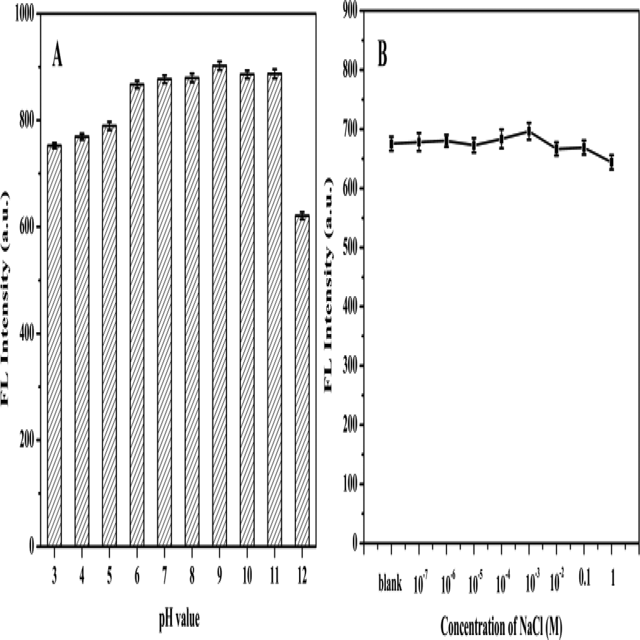 A
1000
800
600
400
200
0
FL Intensity (a.u.)
3 4 5 6 7 8 9 10 11 12
pH value
B
900
800
700
600
500
400
300
200
100
0
FL Intensity (a.u.)
blank 10⁻⁷ 10⁻⁶ 10⁻⁵ 10⁻⁴ 10⁻³ 10⁻² 0.1 1
Concentration of NaCl (M)